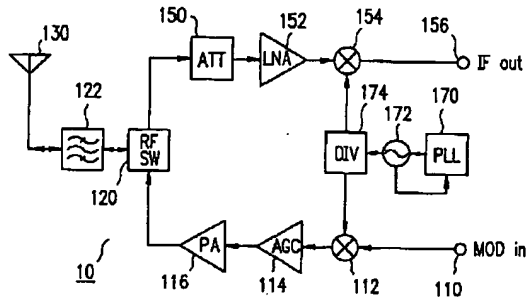 130
150
152
154
156
ATT
LNA
IF out
122
174
172
170
RF
SW
DIV
PLL
120
PA
AGC
MOD in
10
116
114
112
110